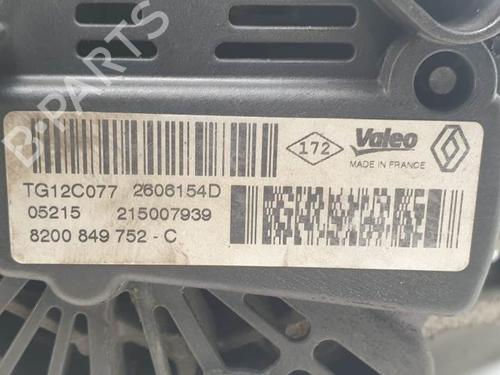 B-PARTS
172
Valeo
MADE IN FRANCE
TG12C077 2606154D
05215 215007939
8200 849 752 - C